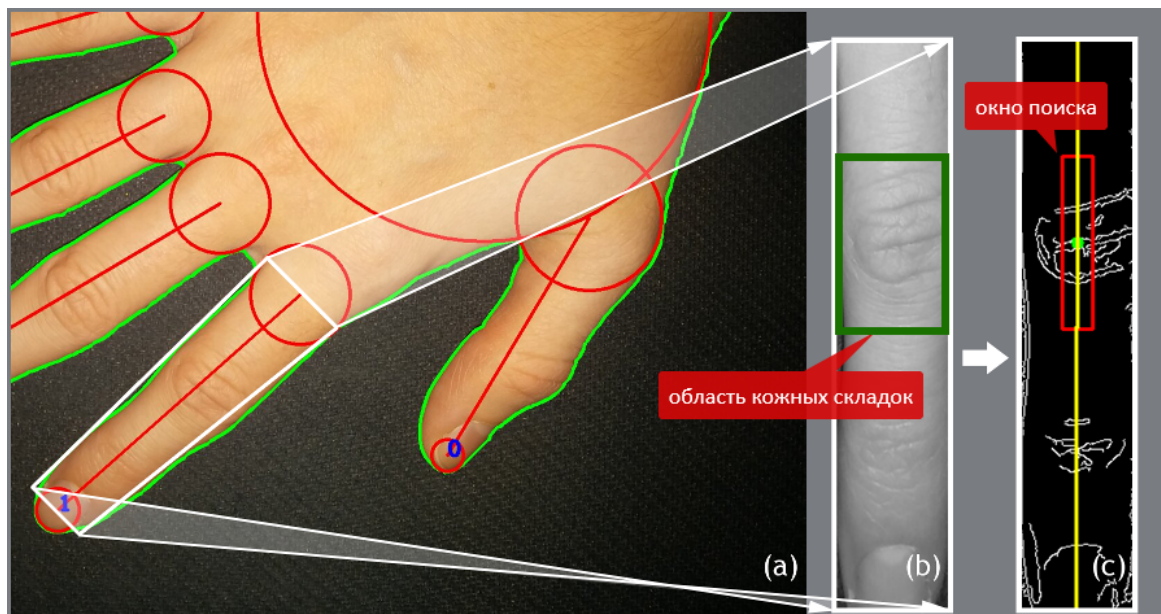 окно поиска
область кожных складок
0
1
(a)
(b)
(c)